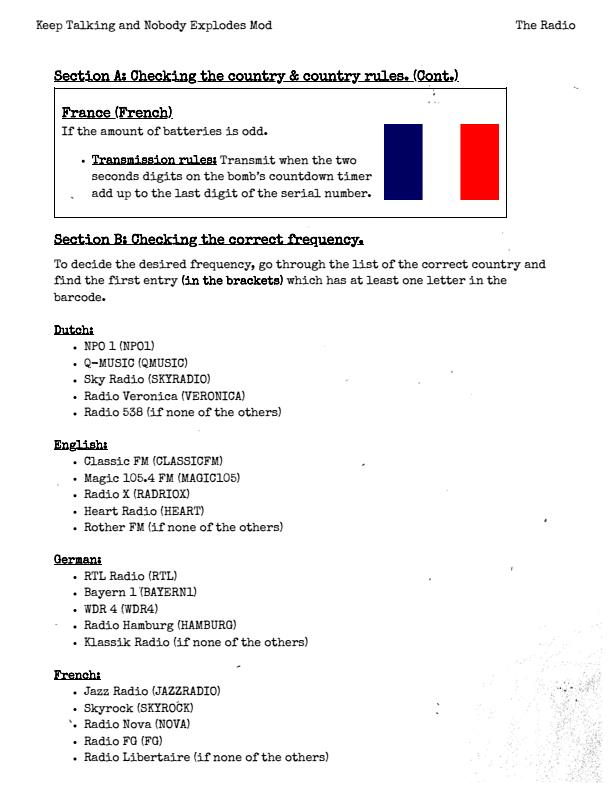 Keep Talking and Nobody Explodes Mod The Radio
Section A: Checking the country & country rules. (Cont.)
France (French)
If the amount of batteries is odd.
• Transmission rules: Transmit when the two
seconds digits on the bomb's countdown timer
add up to the last digit of the serial number.
Section B: Checking the correct frequency.
To decide the desired frequency, go through the list of the correct country and
find the first entry (in the brackets) which has at least one letter in the
barcode.
Dutch:
• NPO 1 (NPO1)
• Q-MUSIC (QMUSIC)
• Sky Radio (SKYRADIO)
• Radio Veronica (VERONICA)
• Radio 538 (if none of the others)
English:
• Classic FM (CLASSICFM)
• Magic 105.4 FM (MAGIC105)
• Radio X (RADRIOX)
• Heart Radio (HEART)
• Rother FM (if none of the others)
German:
• RTL Radio (RTL)
• Bayern 1 (BAYERN1)
• WDR 4 (WDR4)
• Radio Hamburg (HAMBURG)
• Klassik Radio (if none of the others)
French:
• Jazz Radio (JAZZRADIO)
• Skyrock (SKYROCK)
• Radio Nova (NOVA)
• Radio FG (FG)
• Radio Libertaire (if none of the others)